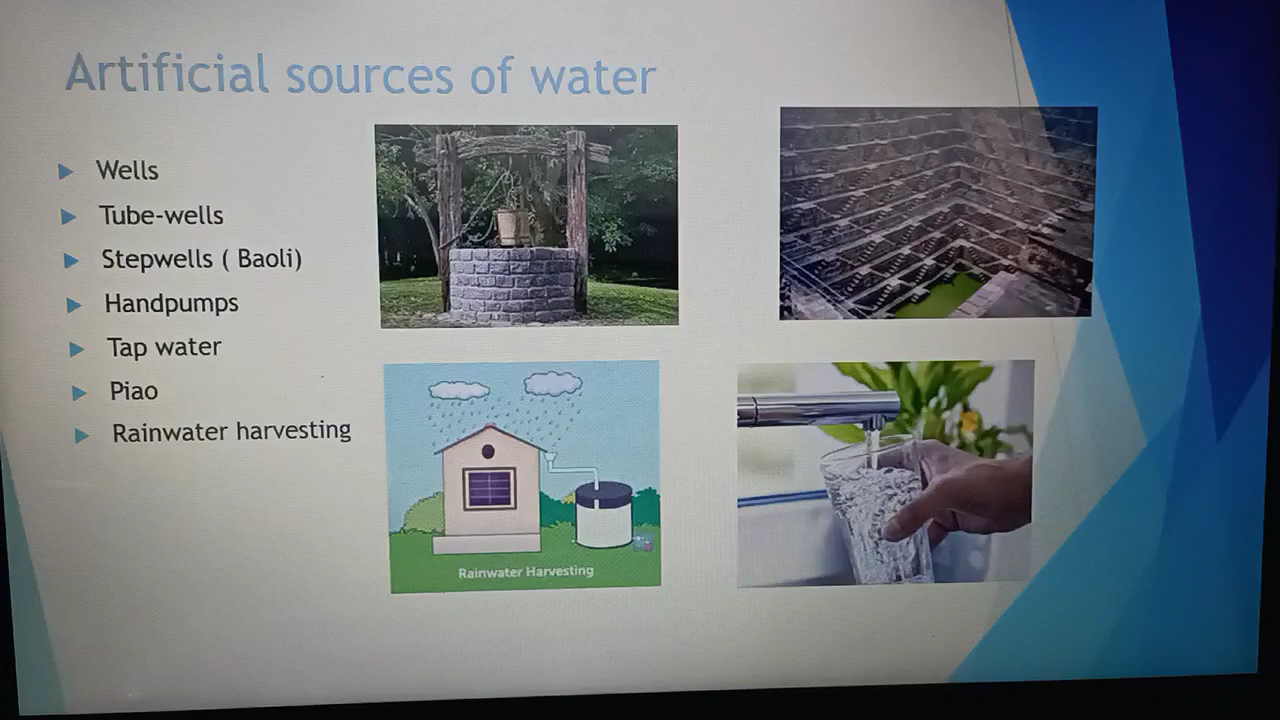 Artificial sources of water
Wells
Tube-wells
Stepwells ( Baoli)
Handpumps
Tap water
Piao
Rainwater harvesting
Rainwater Harvesting